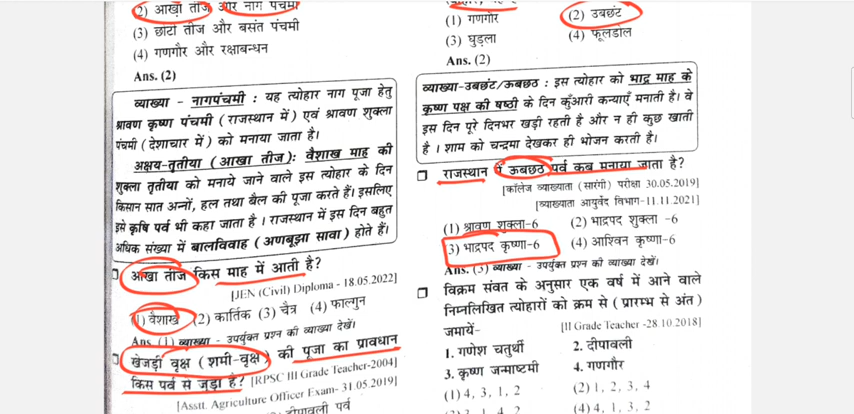 (2) आखा तीज और नाग पंचमी
(3) छोटी तीज और बसंत पंचमी
(4) गणगौर और रक्षाबन्धन
Ans. (2)
व्याख्या - नागपंचमी : यह त्योहार नाग पूजा हेतु
श्रावण कृष्ण पंचमी (राजस्थान में) एवं श्रावण शुक्ला
पंचमी (देशाचार में) को मनाया जाता है।
अक्षय-तृतीया (आखा तीज): वैशाख माह की
शुक्ला तृतीया को मनाये जाने वाले इस त्योहार के दिन
किसान सात अन्नों, हल तथा बैल की पूजा करते हैं। इसलिए
इसे कृषि पर्व भी कहा जाता है। राजस्थान में इस दिन बहुत
अधिक संख्या में बालविवाह (अणबूझा सावा) होते हैं।
आखा तीज किस माह में आती है?
[JEN (Civil) Diploma - 18.05.2022]
(1) वैशाख (2) कार्तिक (3) चैत्र (4) फाल्गुन
Ans. (1) व्याख्या - उपर्युक्त प्रश्न की व्याख्या देखें।
खेजड़ी वृक्ष (शमी-वृक्ष) की पूजा का प्रावधान
किस पर्व से जुड़ा है? [RPSC III Grade Teacher-2004]
[Asstt. Agriculture Officer Exam- 31.05.2019]
दीपावली पर्व
(1) गणगौर (2) उबछंट
(3) घुड़ला (4) फूलडोल
Ans. (2)
व्याख्या-उबछंट/ऊबछठ : इस त्योहार को भाद्र माह के
कृष्ण पक्ष की षष्ठी के दिन कुँआरी कन्याएँ मनाती है। वे
इस दिन पूरे दिनभर खड़ी रहती है और न ही कुछ खाती
है। शाम को चन्द्रमा देखकर ही भोजन करती है।
राजस्थान में ऊबछठ पर्व कब मनाया जाता है?
[कॉलेज व्याख्याता (सारंगी) परीक्षा 30.05.2019]
[व्याख्याता आयुर्वेद विभाग-11.11.2021]
(1) श्रावण शुक्ला-6 (2) भाद्रपद शुक्ला -6
3) भाद्रपद कृष्णा-6 (4) आश्विन कृष्णा-6
Ans. (3) व्याख्या - उपर्युक्त प्रश्न की व्याख्या देखें।
विक्रम संवत के अनुसार एक वर्ष में आने वाले
निम्नलिखित त्योहारों को क्रम से (प्रारम्भ से अंत)
जमायें- [II Grade Teacher -28.10.2018]
1. गणेश चतुर्थी 2. दीपावली
3. कृष्ण जन्माष्टमी 4. गणगौर
(1) 4, 3, 1, 2 (2) 1, 2, 3, 4
(4) 4, 1, 3, 2